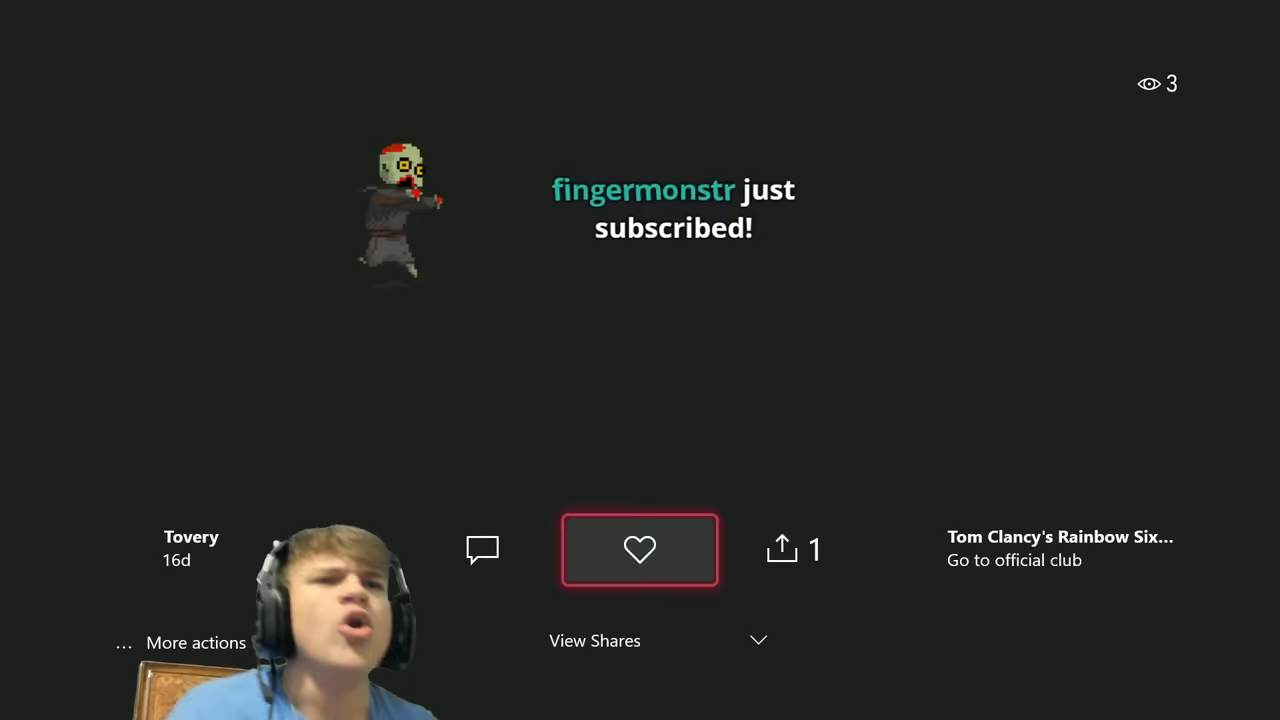 3
fingermonstr just
subscribed!
Tovery
16d
1
Tom Clancy's Rainbow Six...
Go to official club
... More actions
View Shares